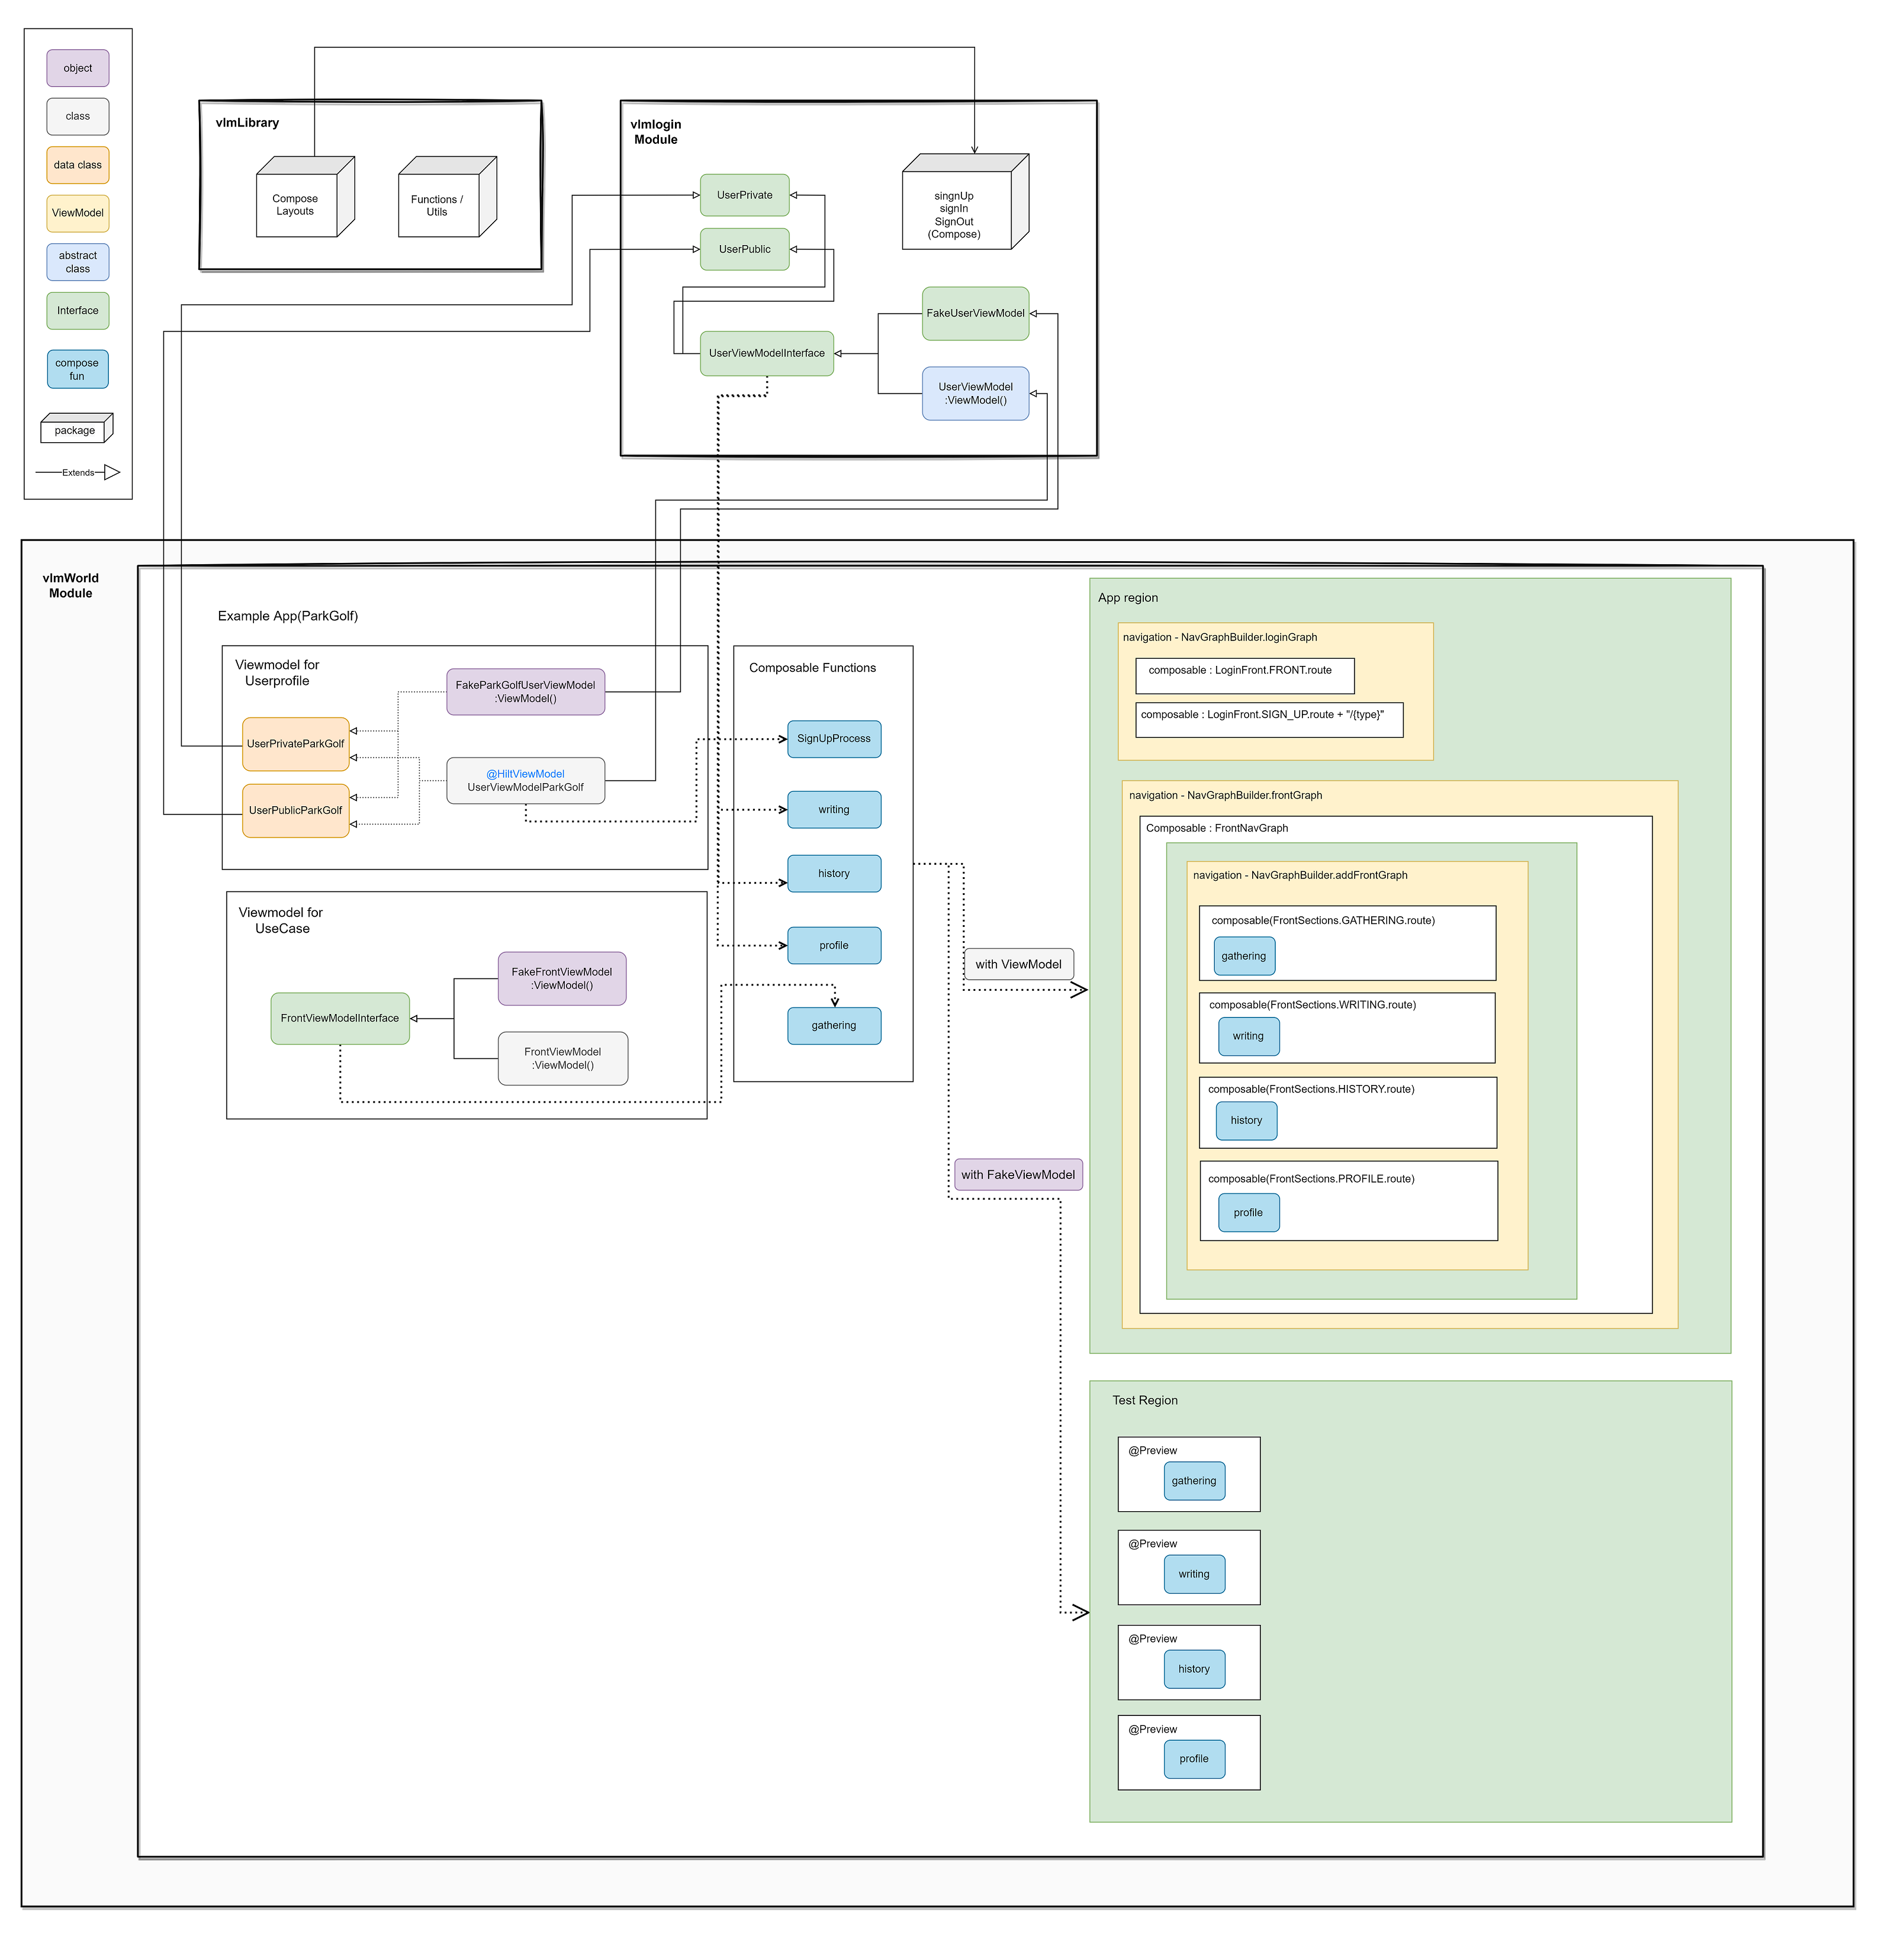 object
class
data class
ViewModel
abstract
class
Interface
compose
fun
package
Extends
vlmLibrary
Compose
Layouts
Functions /
Utils
vlmlogin
Module
UserPrivate
UserPublic
singnUp
signIn
SignOut
(Compose)
FakeUserViewModel
UserViewModelInterface
UserViewModel
:ViewModel()
vlmWorld
Module
Example App(ParkGolf)
Viewmodel for
Userprofile
FakeParkGolfUserViewModel
:ViewModel()
UserPrivateParkGolf
@HiltViewModel
UserViewModelParkGolf
UserPublicParkGolf
Viewmodel for
UseCase
FakeFrontViewModel
:ViewModel()
FrontViewModelInterface
FrontViewModel
:ViewModel()
Composable Functions
SignUpProcess
writing
history
profile
gathering
with ViewModel
with FakeViewModel
App region
navigation - NavGraphBuilder.loginGraph
composable : LoginFront.FRONT.route
composable : LoginFront.SIGN_UP.route + "/{type}"
navigation - NavGraphBuilder.frontGraph
Composable : FrontNavGraph
navigation - NavGraphBuilder.addFrontGraph
composable(FrontSections.GATHERING.route)
gathering
composable(FrontSections.WRITING.route)
writing
composable(FrontSections.HISTORY.route)
history
composable(FrontSections.PROFILE.route)
profile
Test Region
@Preview
gathering
@Preview
writing
@Preview
history
@Preview
profile